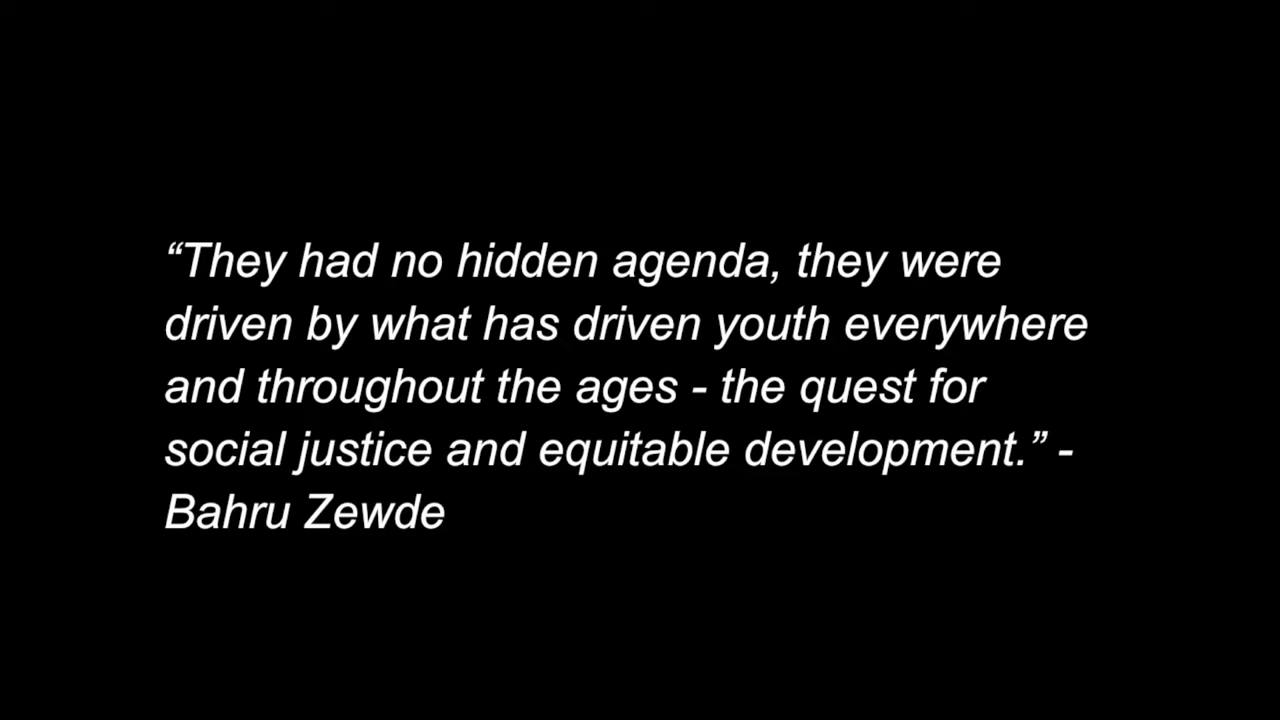 “They had no hidden agenda, they were
driven by what has driven youth everywhere
and throughout the ages - the quest for
social justice and equitable development.” -
Bahru Zewde